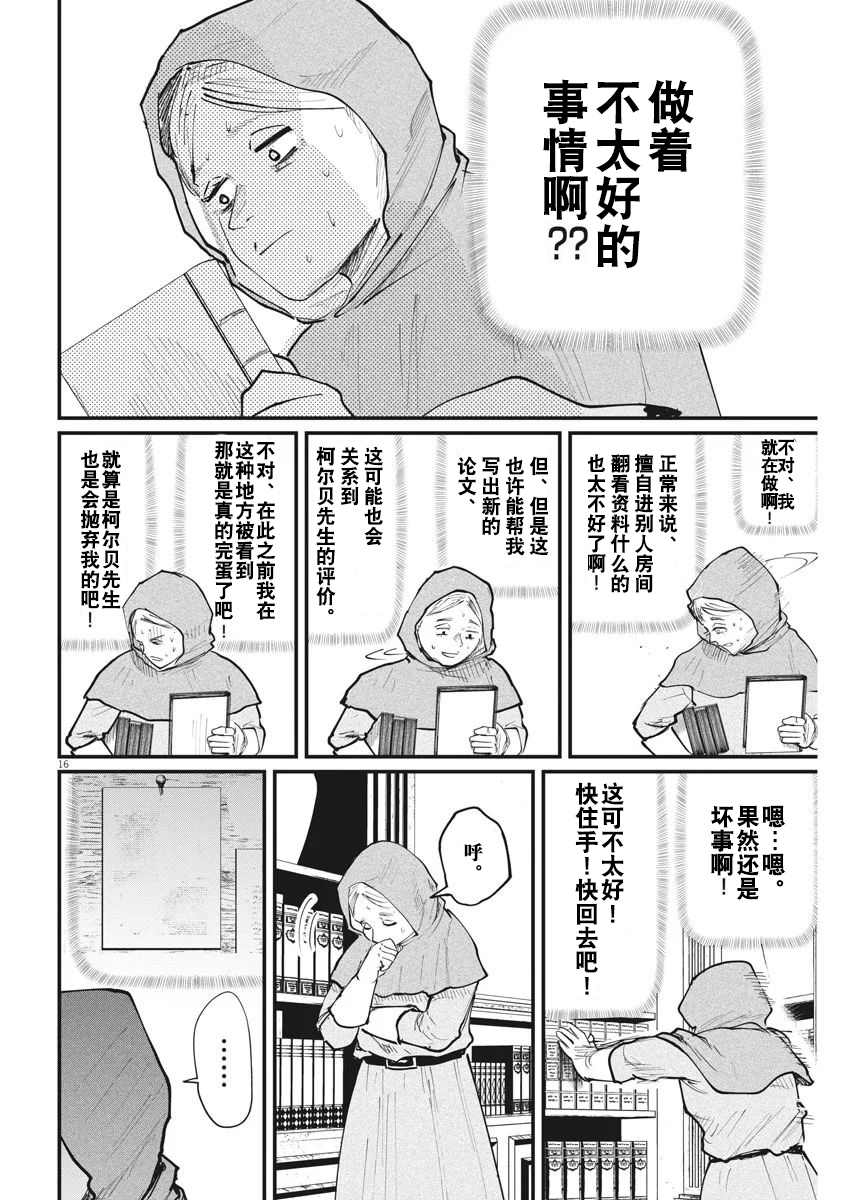 做着
不太好的
事情啊??
不对、我
就在做啊！
正常来说、
擅自进别人房间
翻看资料什么的
也太不好了啊！
但、但是这
也许能帮我
写出新的
论文、
这可能也会
关系到
柯尔贝先生的评价。
不对、在此之前我在
这种地方被看到
那就是真的完蛋了吧！
就算是柯尔贝先生
也是会抛弃我的吧！
16
嗯…嗯。
果然还是
坏事啊！
这可不太好！
快住手！快回去吧！
呼。
……